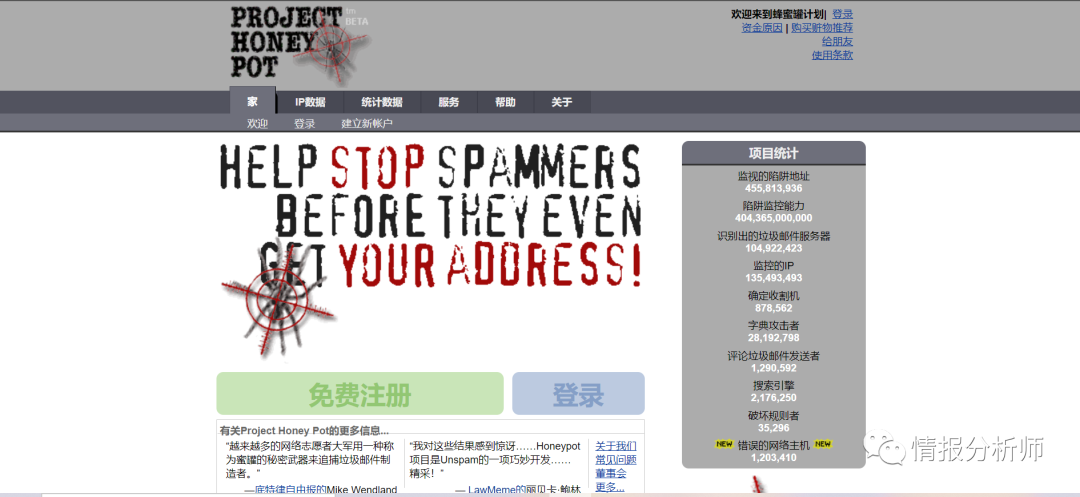 PROJECT tm
HONEY BETA
POT
欢迎来到蜂蜜罐计划| 登录
资金原因 | 购买赃物推荐
给朋友
使用条款
家 IP数据 统计数据 服务 帮助 关于
欢迎 登录 建立新帐户
HELP STOP SPAMMERS
BEFORE THEY EVEN
GET YOUR ADDRESS!
免费注册 登录
有关Project Honey Pot的更多信息...
“越来越多的网络志愿者大军用一种称
为蜜罐的秘密武器来追捕垃圾邮件制
造者。”
—底特律自由报的Mike Wendland
“我对这些结果感到惊讶……Honeypot
项目是Unspam的一项巧妙开发……
精采！”
— LawMeme的丽贝卡·鲍林
关于我们
常见问题
董事会
更多...
项目统计
监视的陷阱地址
455,813,936
陷阱监控能力
404,365,000,000
识别出的垃圾邮件服务器
104,922,423
监控的IP
135,493,493
确定收割机
878,562
字典攻击者
28,192,798
评论垃圾邮件发送者
1,290,592
搜索引擎
2,176,250
破坏规则者
35,296
NEW 错误的网络主机 NEW
1,203,410
情报分析师